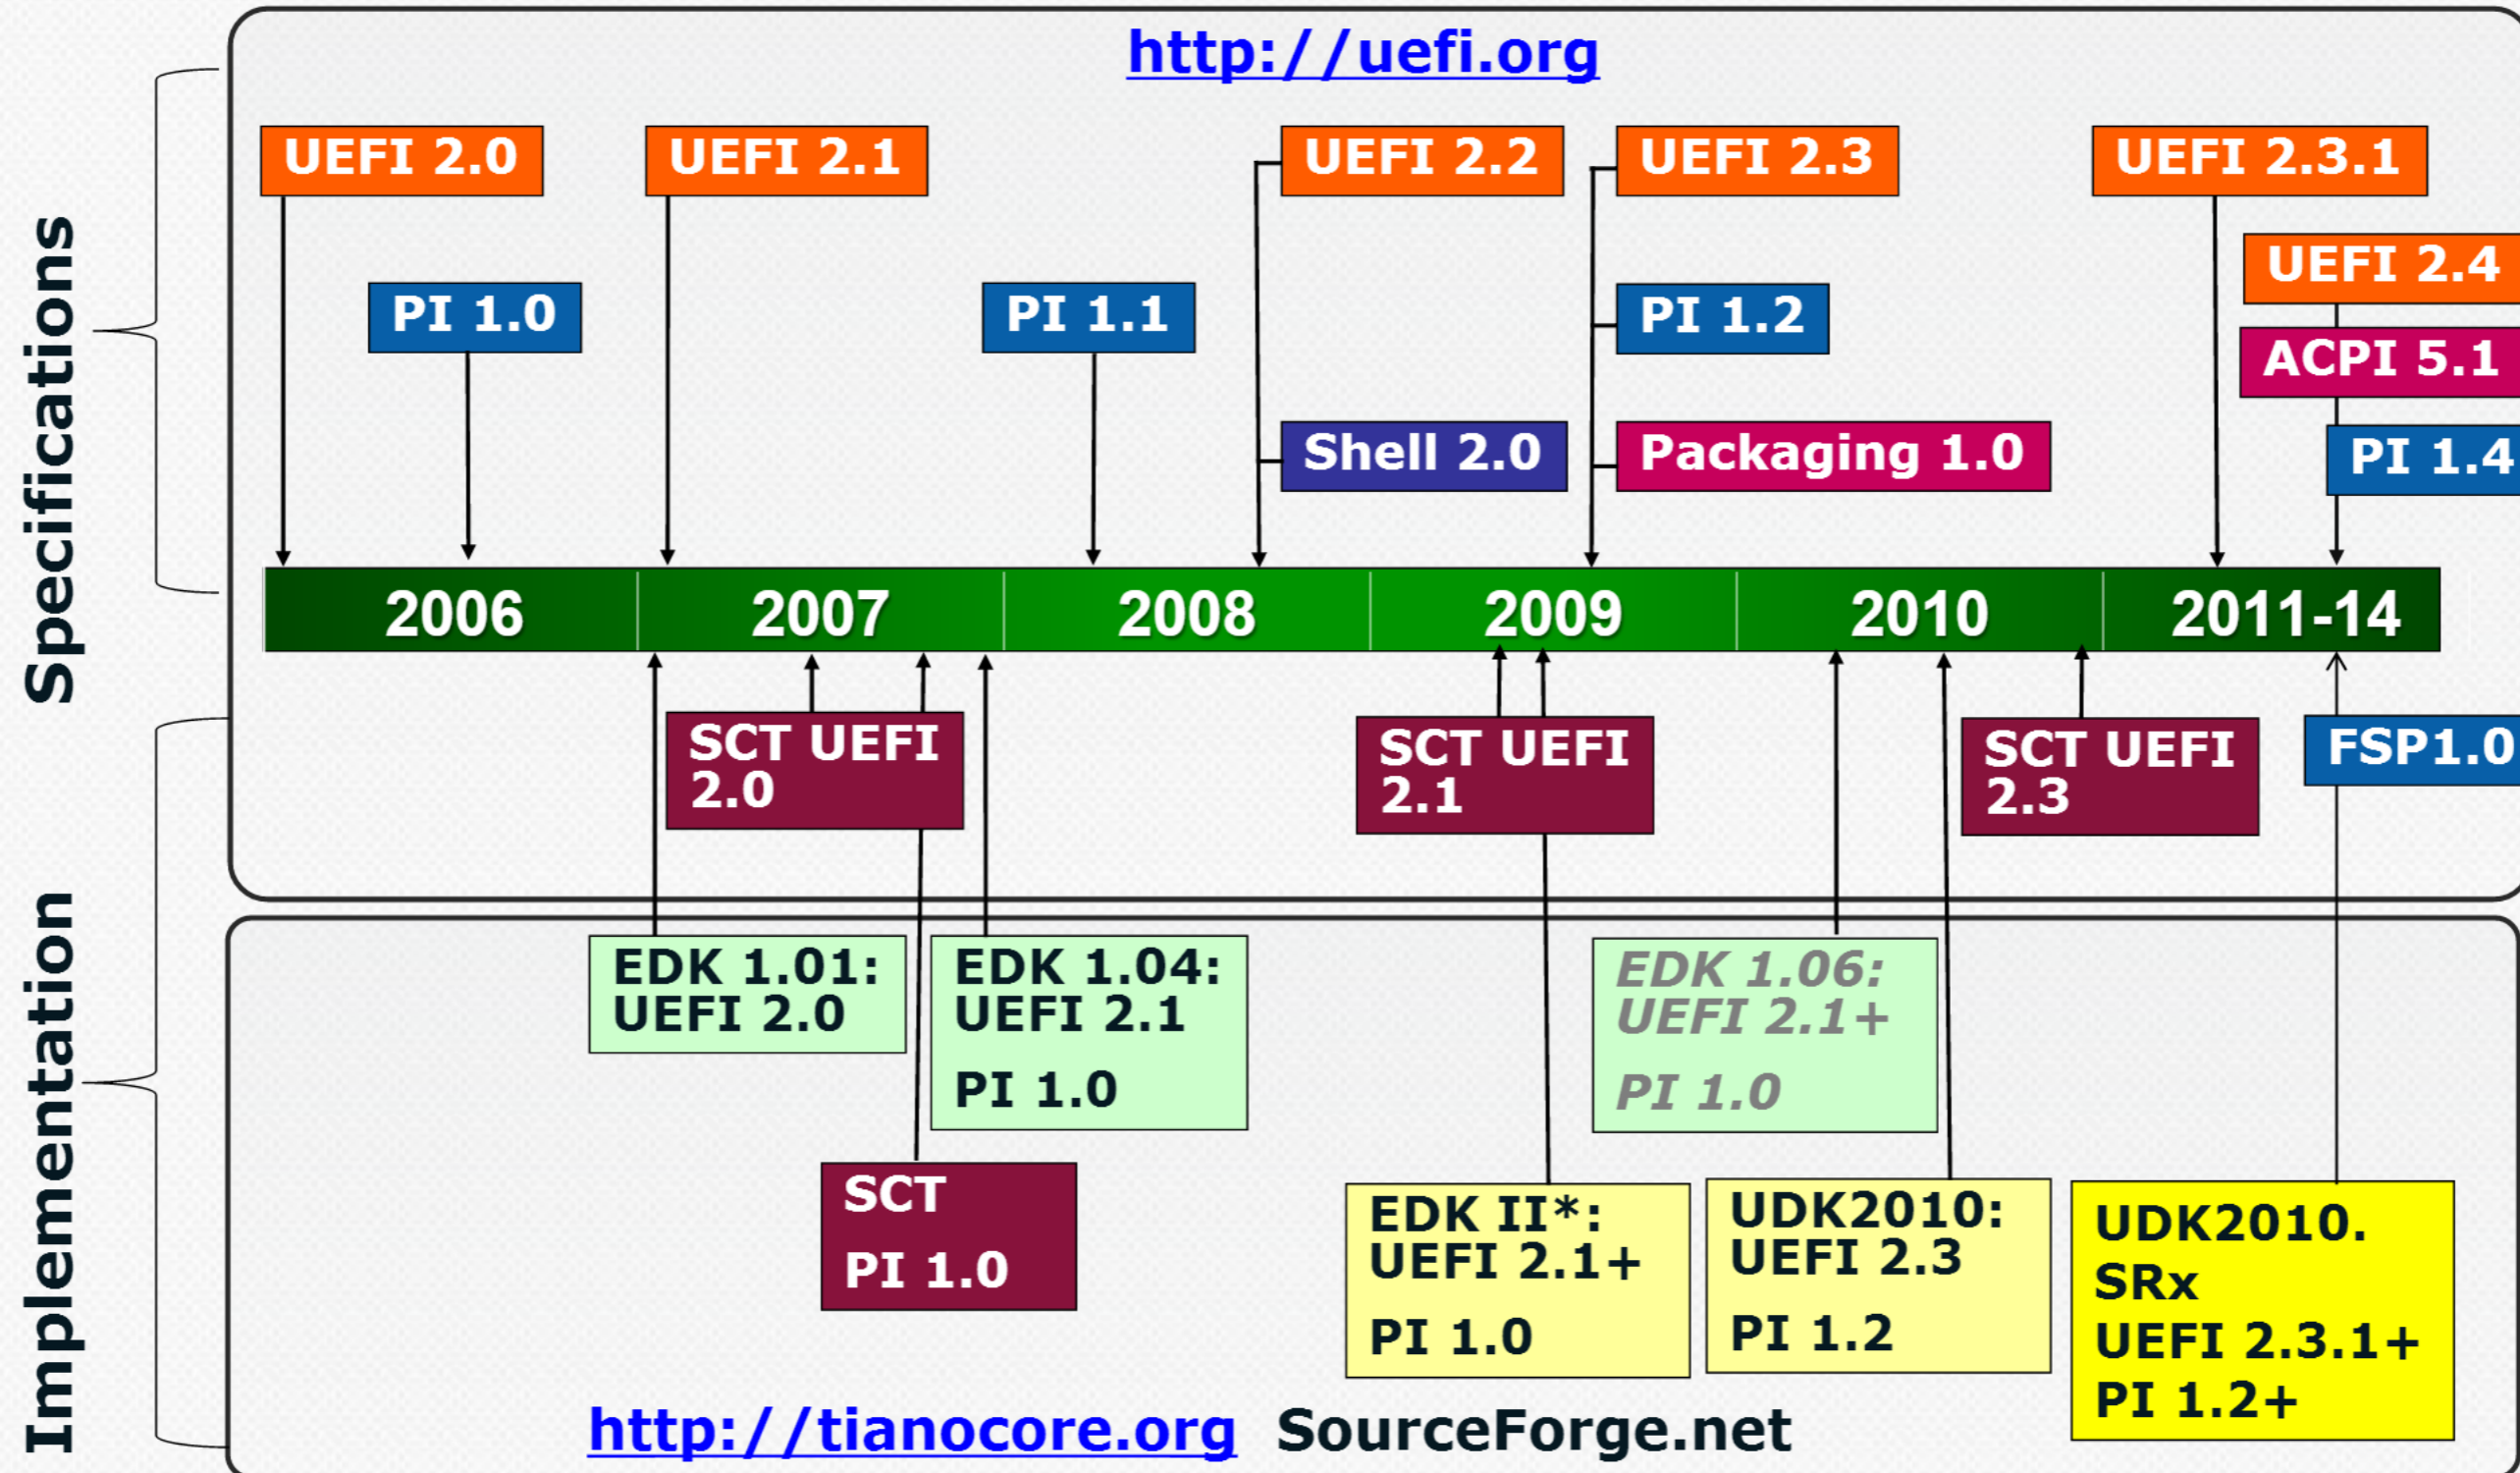 http://uefi.org
Specifications
UEFI 2.0
UEFI 2.1
UEFI 2.2
UEFI 2.3
UEFI 2.3.1
UEFI 2.4
PI 1.0
PI 1.1
PI 1.2
ACPI 5.1
Shell 2.0
Packaging 1.0
PI 1.4
2006
2007
2008
2009
2010
2011-14
Implementation
SCT UEFI
2.0
SCT UEFI
2.1
SCT UEFI
2.3
FSP1.0
EDK 1.01:
UEFI 2.0
EDK 1.04:
UEFI 2.1
PI 1.0
EDK 1.06:
UEFI 2.1+
PI 1.0
SCT
PI 1.0
EDK II*:
UEFI 2.1+
PI 1.0
UDK2010:
UEFI 2.3
PI 1.2
UDK2010.
SRx
UEFI 2.3.1+
PI 1.2+
http://tianocore.org SourceForge.net